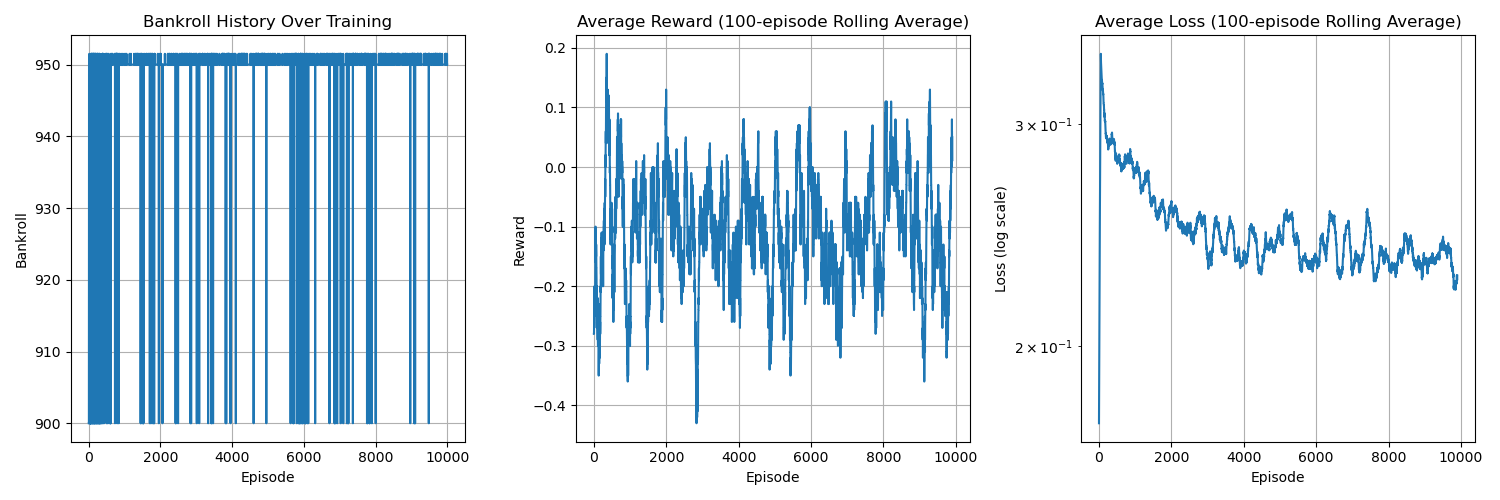 Bankroll History Over Training
Bankroll
950
940
930
920
910
900
0 2000 4000 6000 8000 10000
Episode
Average Reward (100-episode Rolling Average)
Reward
0.2
0.1
0.0
−0.1
−0.2
−0.3
−0.4
0 2000 4000 6000 8000 10000
Episode
Average Loss (100-episode Rolling Average)
Loss (log scale)
3 × 10⁻¹
2 × 10⁻¹
0 2000 4000 6000 8000 10000
Episode